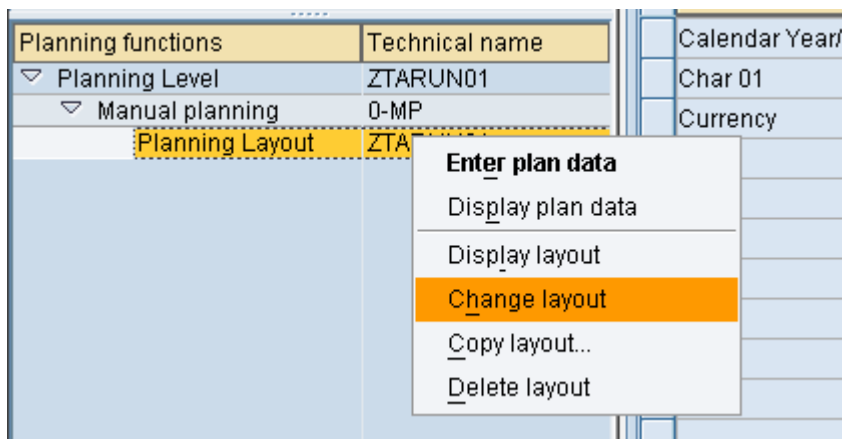 Planning functions Technical name
Calendar Year/
Planning Level ZTARUN01
Char 01
Manual planning 0-MP
Currency
Planning Layout
Enter plan data
Display plan data
Display layout
Change layout
Copy layout...
Delete layout